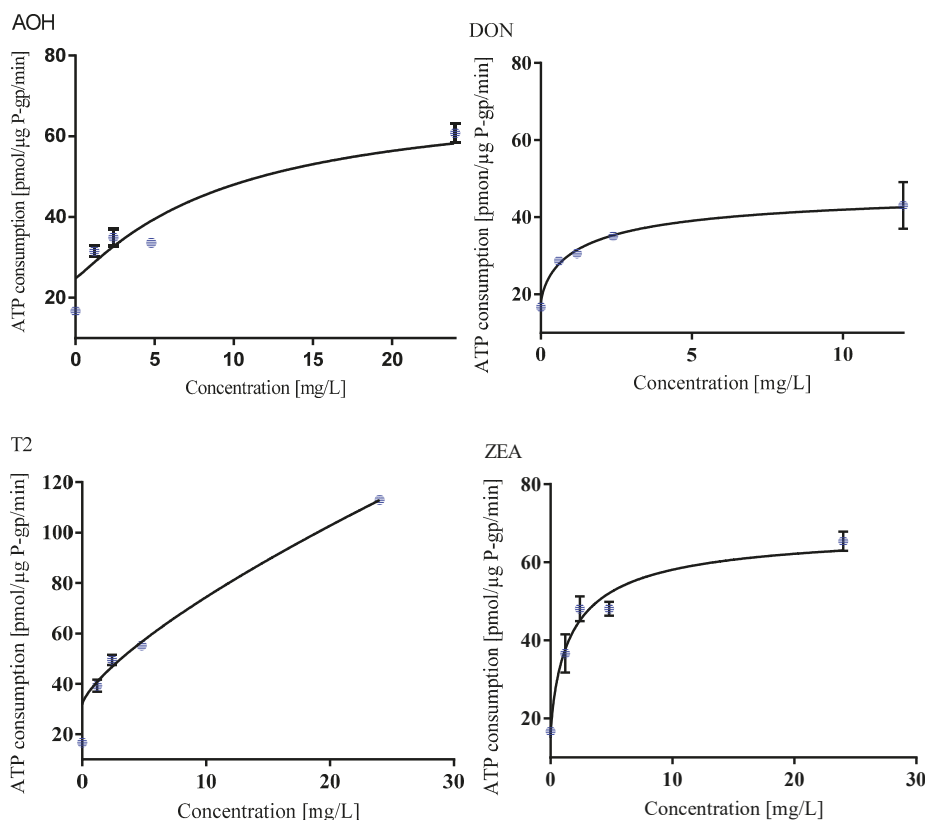 AOH
ATP consumption [pmol/µg P-gp/min]
80
60
40
20
0 5 10 15 20
Concentration [mg/L]
DON
ATP consumption [pmon/µg P-gp/min]
80
60
40
20
0 5 10
Concentration [mg/L]
T2
ATP consumption [pmol/µg P-gp/min]
120
100
80
60
40
20
0 10 20 30
Concentration [mg/L]
ZEA
ATP consumption [pmol/µg P-gp/min]
80
60
40
20
0 10 20 30
Concentration [mg/L]